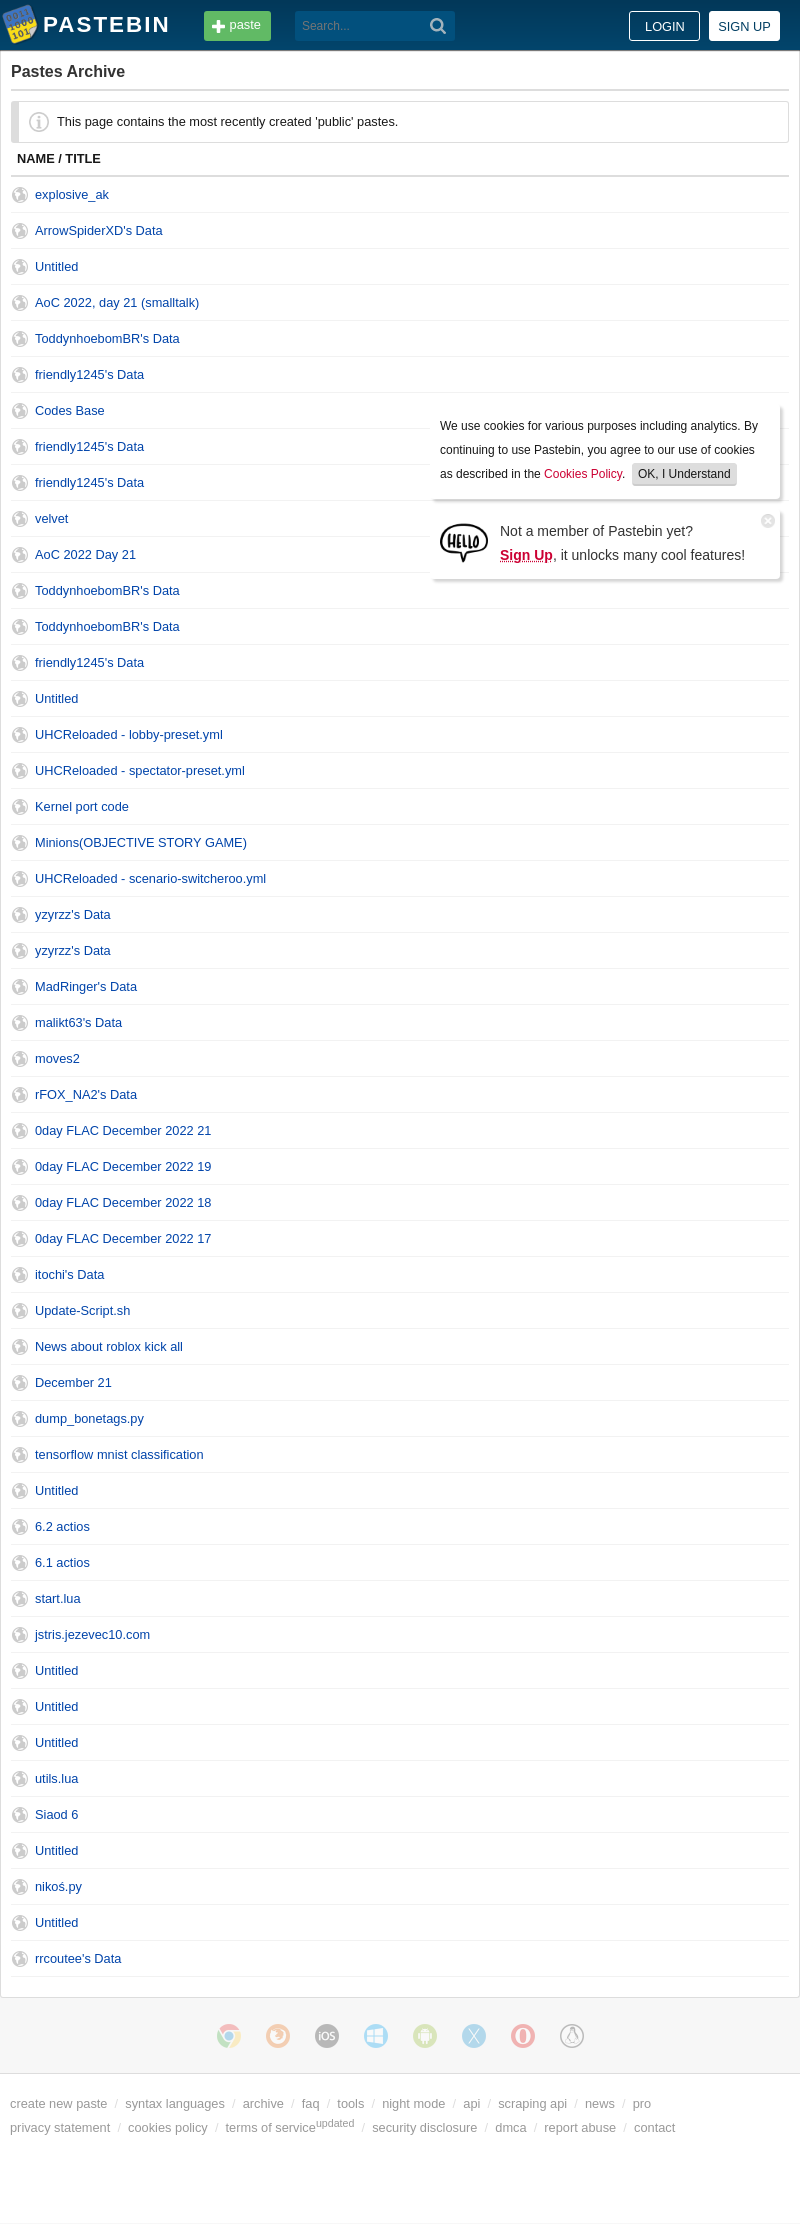 PASTEBIN paste Search... LOGIN SIGN UP
Pastes Archive
This page contains the most recently created 'public' pastes.
NAME / TITLE
explosive_ak
ArrowSpiderXD's Data
Untitled
AoC 2022, day 21 (smalltalk)
ToddynhoebomBR's Data
friendly1245's Data
Codes Base
friendly1245's Data
friendly1245's Data
velvet
AoC 2022 Day 21
ToddynhoebomBR's Data
ToddynhoebomBR's Data
friendly1245's Data
Untitled
UHCReloaded - lobby-preset.yml
UHCReloaded - spectator-preset.yml
Kernel port code
Minions(OBJECTIVE STORY GAME)
UHCReloaded - scenario-switcheroo.yml
yzyrzz's Data
yzyrzz's Data
MadRinger's Data
malikt63's Data
moves2
rFOX_NA2's Data
0day FLAC December 2022 21
0day FLAC December 2022 19
0day FLAC December 2022 18
0day FLAC December 2022 17
itochi's Data
Update-Script.sh
News about roblox kick all
December 21
dump_bonetags.py
tensorflow mnist classification
Untitled
6.2 actios
6.1 actios
start.lua
jstris.jezevec10.com
Untitled
Untitled
Untitled
utils.lua
Siaod 6
Untitled
nikoś.py
Untitled
rrcoutee's Data
We use cookies for various purposes including analytics. By
continuing to use Pastebin, you agree to our use of cookies
as described in the Cookies Policy. OK, I Understand
HELLO
Not a member of Pastebin yet?
Sign Up, it unlocks many cool features!
iOS
create new paste / syntax languages / archive / faq / tools / night mode / api / scraping api / news / pro
privacy statement / cookies policy / terms of service updated / security disclosure / dmca / report abuse / contact